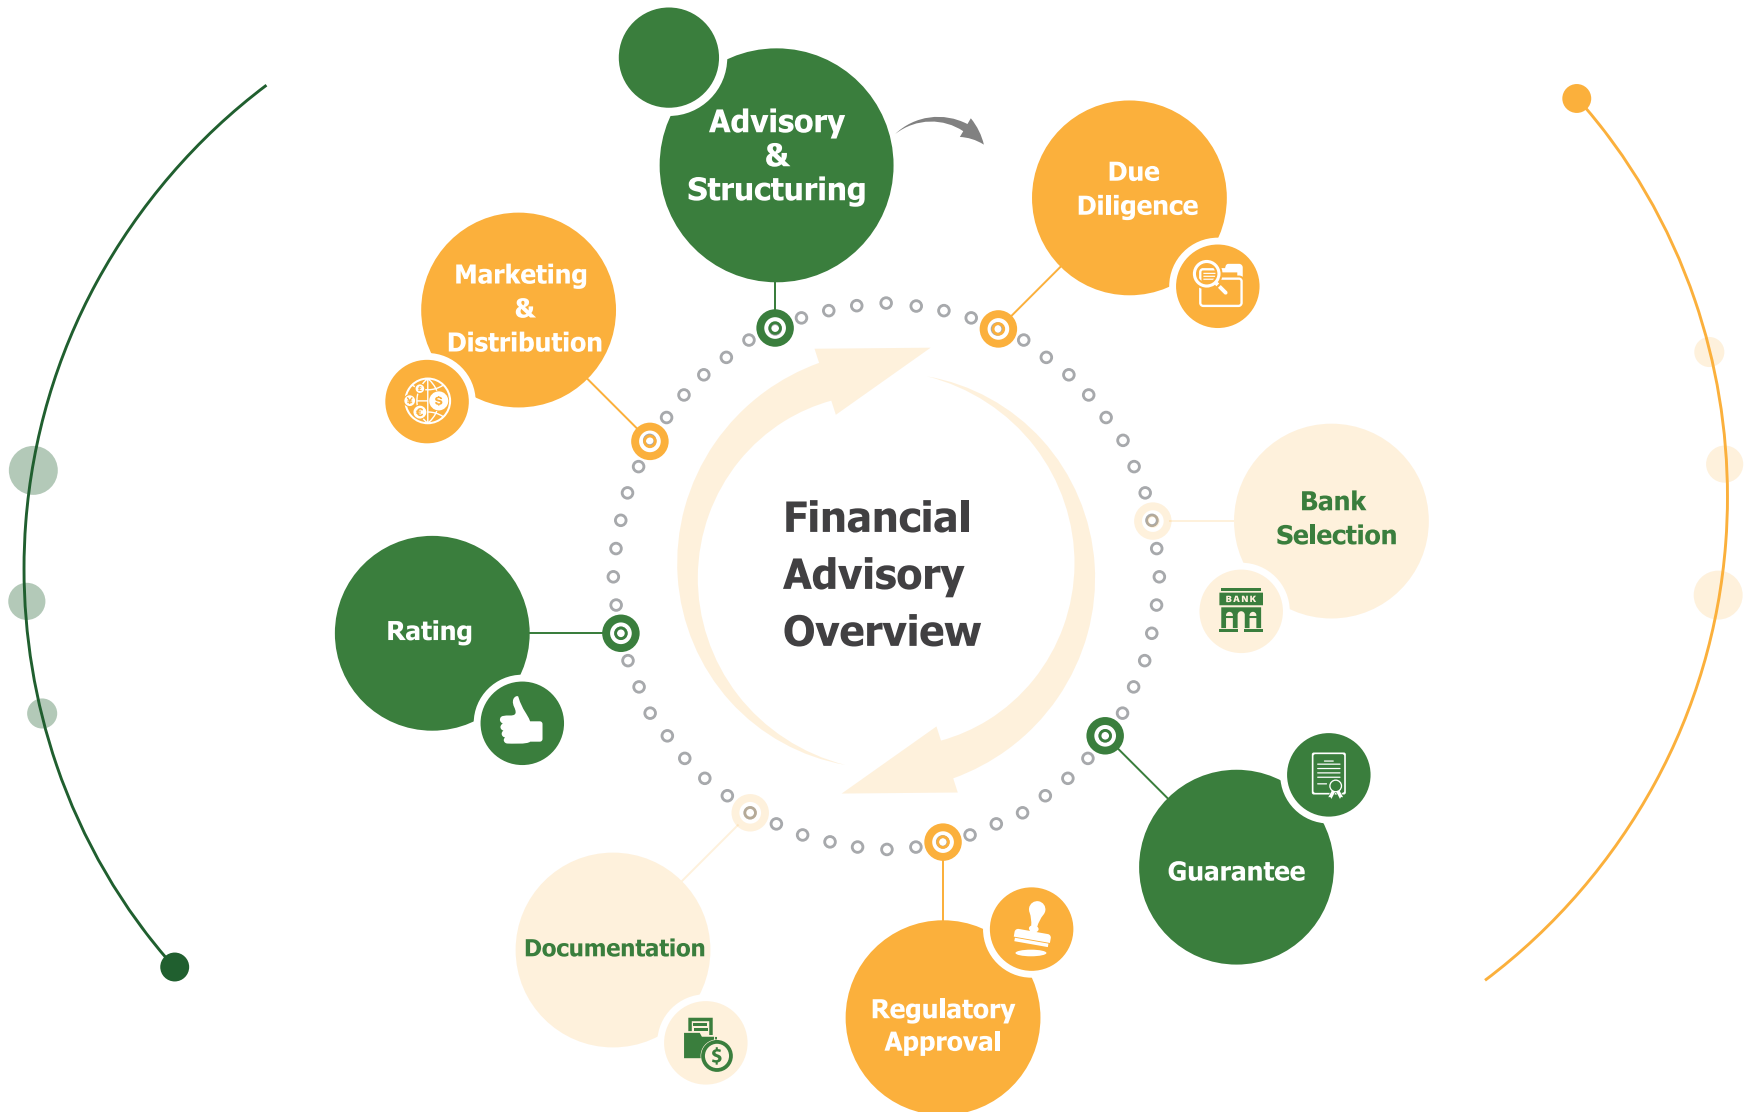 Advisory
&
Structuring
Due
Diligence
Bank
Selection
BANK
Guarantee
Regulatory
Approval
$
Documentation
Rating
Marketing
&
Distribution
£
¥
$
€
Financial
Advisory
Overview